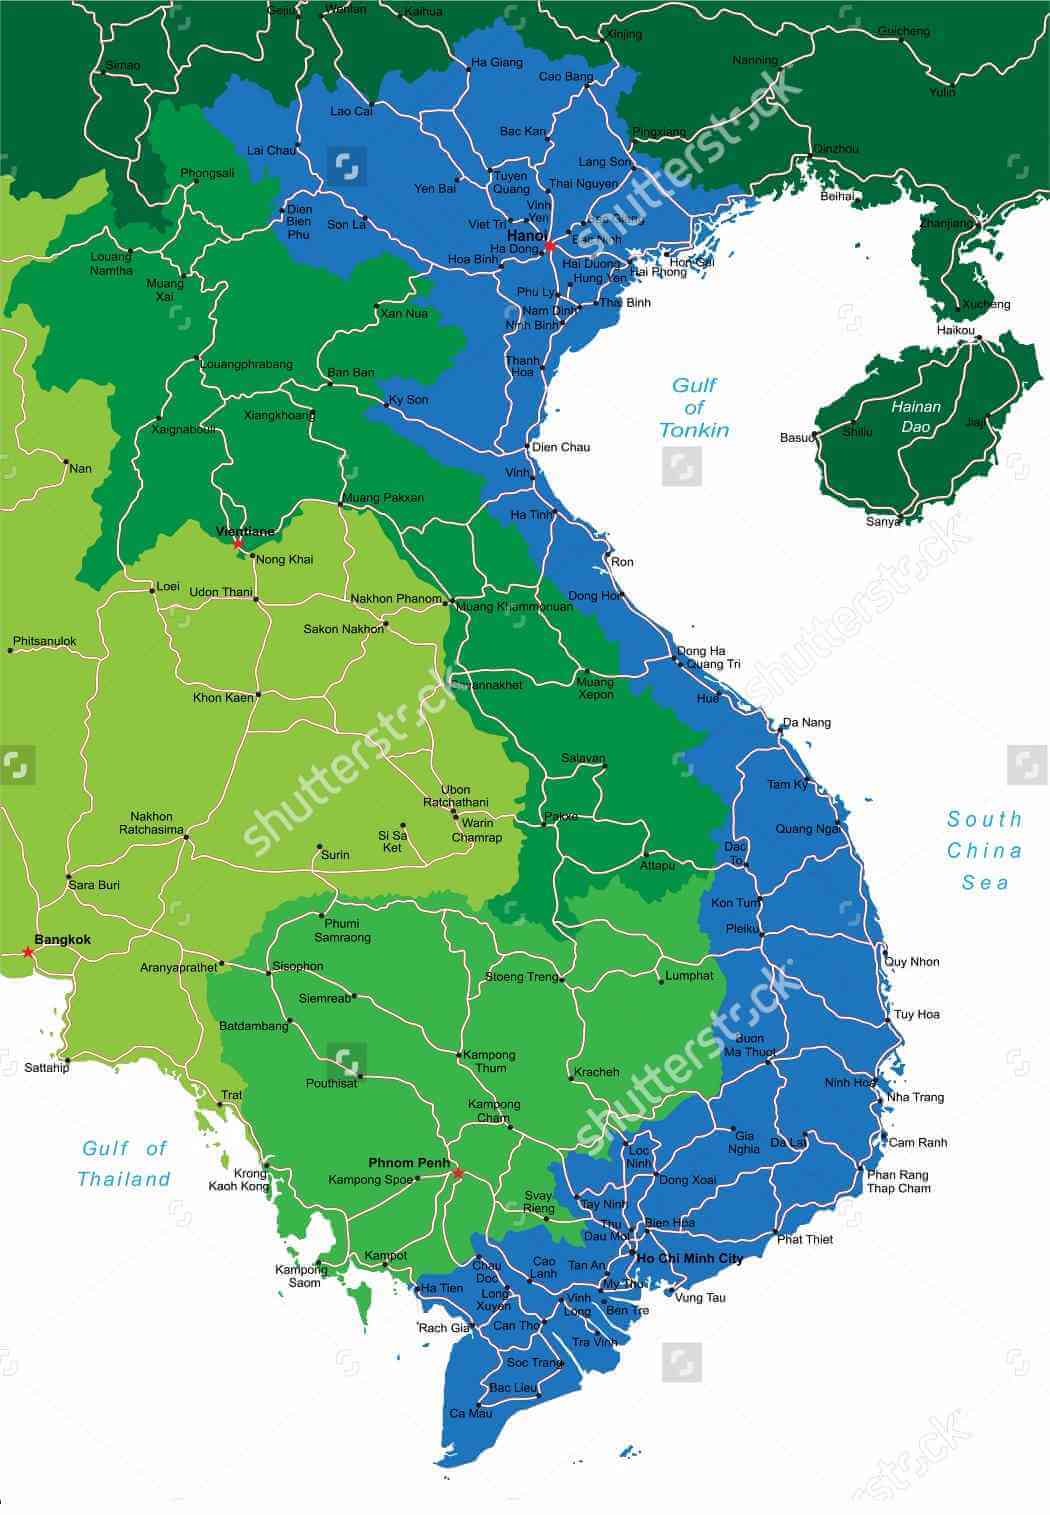 Gejiu
Wenlan
Kaihua
Xinjing
Guicheng
Simao
Ha Giang
Cao Bang
Nanning
Yulin
Lao Cai
Bac Kan
Pingxiang
Qinzhou
Lai Chau
Lang Son
Phongsali
Yen Bai
Tuyen
Quang
Thai Nguyen
Beihai
Dien
Bien
Phu
Son La
Vinh
Yen
Viet Tri
Bac Giang
Zhanjiang
Hanoi
Bac Ninh
Ha Dong
Louang
Namtha
Hoa Binh
Hai Duong
Hai Phong
Hon Gai
Muang
Xai
Hung Yen
Phu Ly
Xan Nua
Nam Dinh
Thai Binh
Xucheng
Ninh Binh
Haikou
Louangphrabang
Thanh
Hoa
Ban Ban
Gulf
of
Tonkin
Ky Son
Hainan
Dao
Xiangkhoang
Xaignabouli
Jiaji
Shilu
Basuo
Dien Chau
Nan
Vinh
Muang Pakxan
Ha Tinh
Sanya
Vientiane
Nong Khai
Ron
Loei
Udon Thani
Nakhon Phanom
Muang Khammonuan
Dong Hoi
Sakon Nakhon
Phitsanulok
Dong Ha
Quang Tri
Khon Kaen
Savannakhet
Muang
Xepon
Hue
Da Nang
Salavan
Tam Ky
Ubon
Ratchathani
Nakhon
Ratchasima
Warin
Chamrap
Pakxe
Quang Ngai
South
China
Sea
Si Sa
Ket
Surin
Dac
To
Attapu
Sara Buri
Kon Tum
Phumi
Samraong
Pleiku
Bangkok
Aranyaprathet
Sisophon
Stoeng Treng
Lumphat
Quy Nhon
Siemreab
Batdambang
Tuy Hoa
Buon
Ma Thuot
Kampong
Thum
Sattahip
Pouthisat
Kracheh
Ninh Hoa
Trat
Kampong
Cham
Nha Trang
Gulf of
Thailand
Gia
Nghia
Da Lat
Cam Ranh
Loc
Ninh
Phnom Penh
Krong
Kaoh Kong
Kampong Spoe
Dong Xoai
Phan Rang
Thap Cham
Svay
Rieng
Tay Ninh
Thu
Dau Mot
Bien Hoa
Phat Thiet
Kampot
Kampong
Saom
Chau
Doc
Cao
Lanh
Tan An
Ho Chi Minh City
Ha Tien
Long
Xuyen
My Tho
Vung Tau
Vinh
Long
Ben Tre
Rach Gia
Can Tho
Tra Vinh
Soc Trang
Bac Lieu
Ca Mau
shutterstock
shutterstock
shutterstock
shutterstock
shutterstock